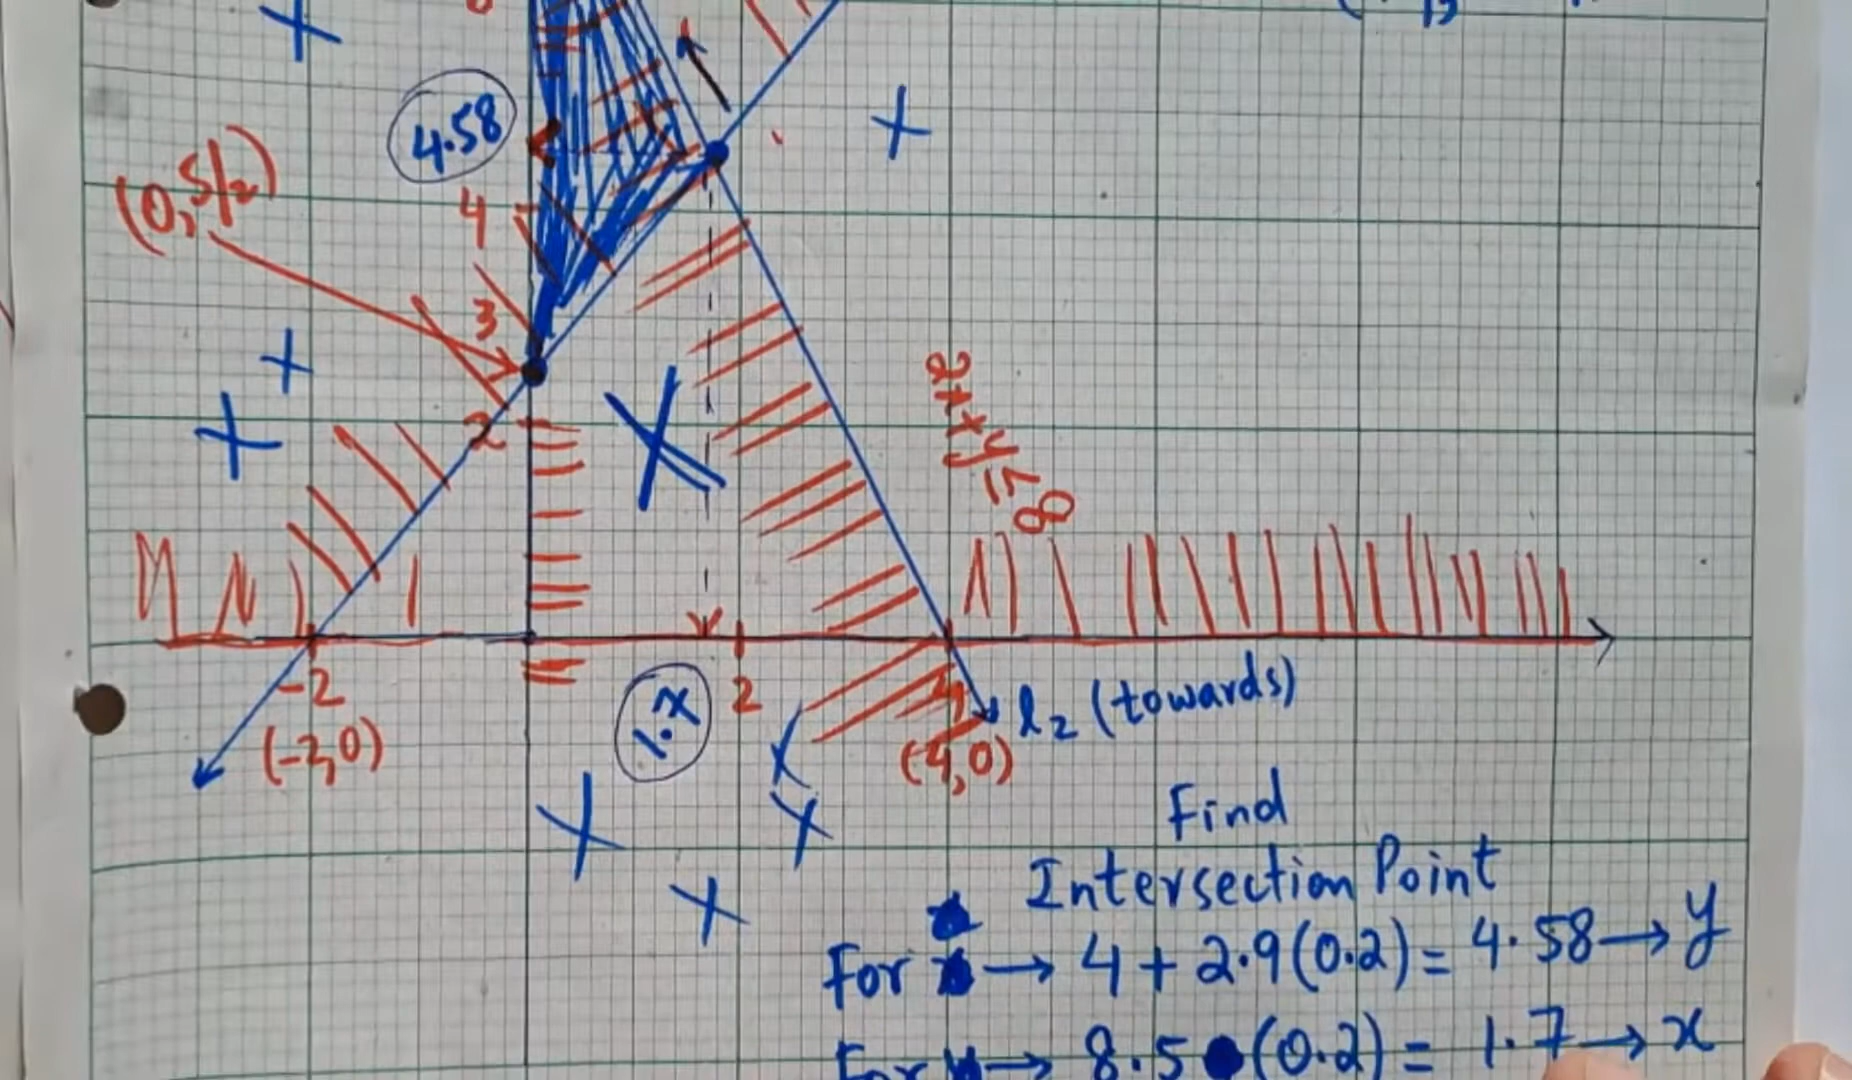 4.58
(0, 5/2)
4
3
2
2x+y≤8
-2
2
4
(-2,0)
1.x
(4,0)
l2 (towards)
Find
Intersection Point
For → 4 + 2.9(0.2) = 4.58 → y
For → 8.5 (0.2) = 1.7 → x